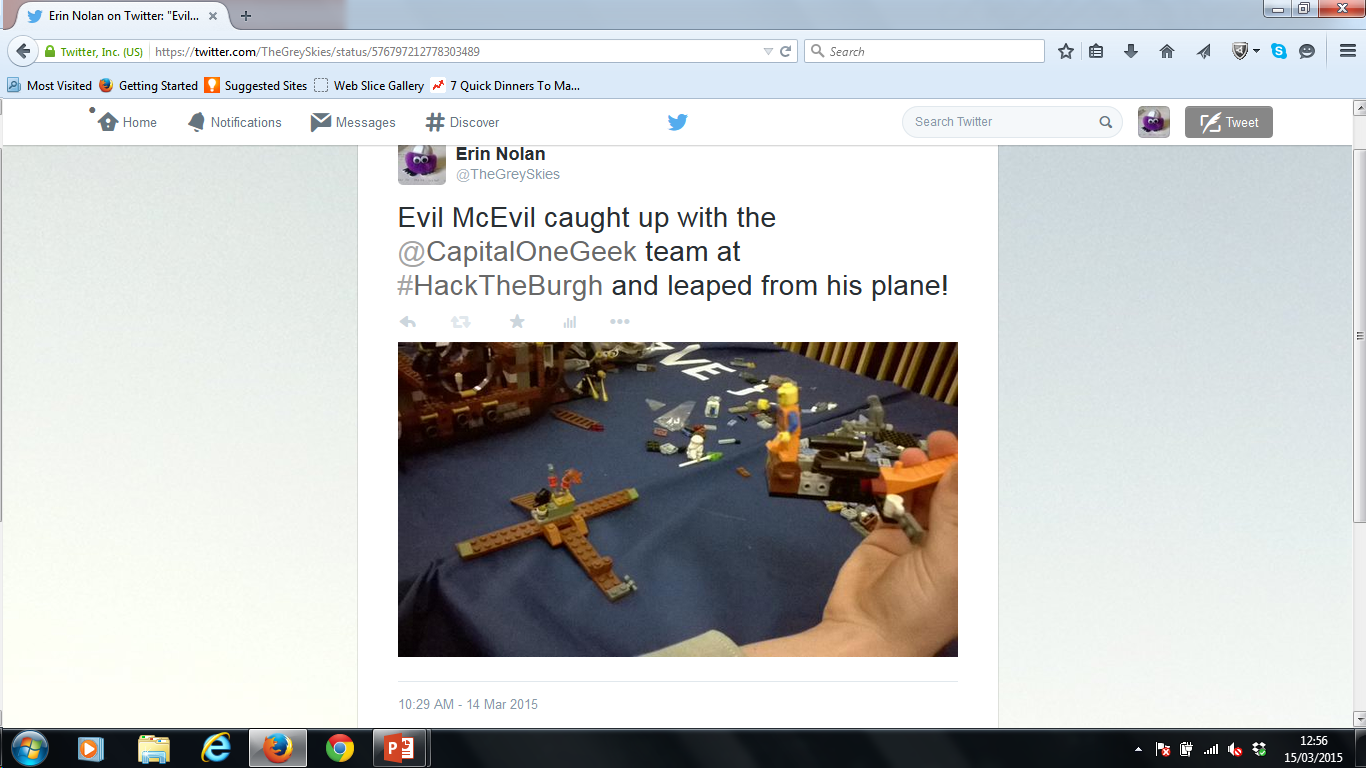 Erin Nolan on Twitter: "Evil...
Twitter, Inc. (US)
https://twitter.com/TheGreySkies/status/576797212778303489
Search
Most Visited
Getting Started
Suggested Sites
Web Slice Gallery
7 Quick Dinners To Ma...
Home
Notifications
Messages
Discover
Search Twitter
Tweet
Erin Nolan
@TheGreySkies
Evil McEvil caught up with the
@CapitalOneGeek team at
#HackTheBurgh and leaped from his plane!
10:29 AM - 14 Mar 2015
12:56
15/03/2015